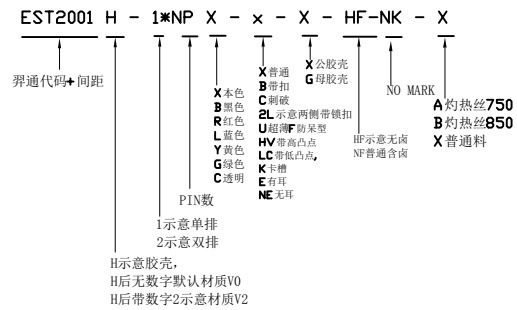 EST2001 H - 1*NP X - x - X - HF-NK - X
羿通代码+间距
H示意胶壳，
H后无数字默认材质V0
H后带数字2示意材质V2
1示意单排
2示意双排
PIN数
X本色
B黑色
R红色
L蓝色
Y黄色
G绿色
C透明
X普通
B带扣
C刺破
2L示意两侧带锁扣
U超薄F防呆型
HV带高凸点
LC带低凸点,
K卡槽
E有耳
NE无耳
X公胶壳
G母胶壳
HF示意无卤
NF普通含卤
NO MARK
A灼热丝750
B灼热丝850
X普通料